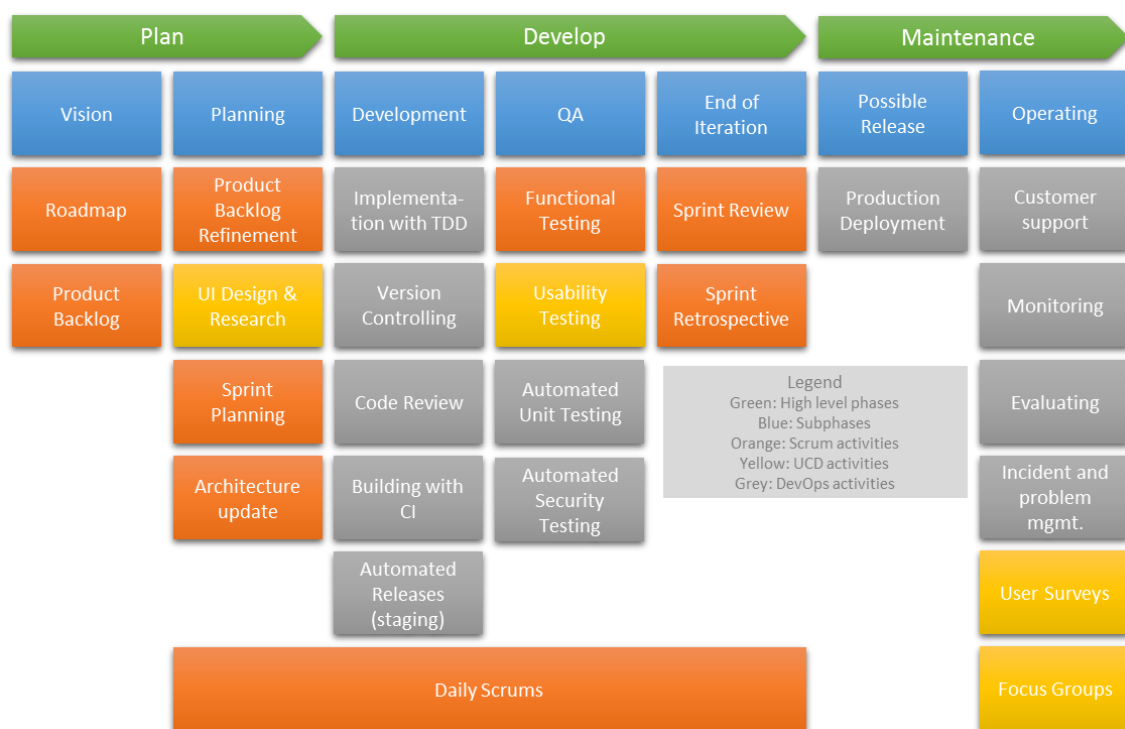 Plan
Develop
Maintenance
Vision
Planning
Development
QA
End of
Iteration
Possible
Release
Operating
Roadmap
Product
Backlog
Refinement
Implementa-
tion with TDD
Functional
Testing
Sprint Review
Production
Deployment
Customer
support
Product
Backlog
UI Design &
Research
Version
Controlling
Usability
Testing
Sprint
Retrospective
Monitoring
Sprint
Planning
Code Review
Automated
Unit Testing
Legend
Green: High level phases
Blue: Subphases
Orange: Scrum activities
Yellow: UCD activities
Grey: DevOps activities
Evaluating
Architecture
update
Building with
CI
Automated
Security
Testing
Incident and
problem
mgmt.
Automated
Releases
(staging)
User Surveys
Daily Scrums
Focus Groups